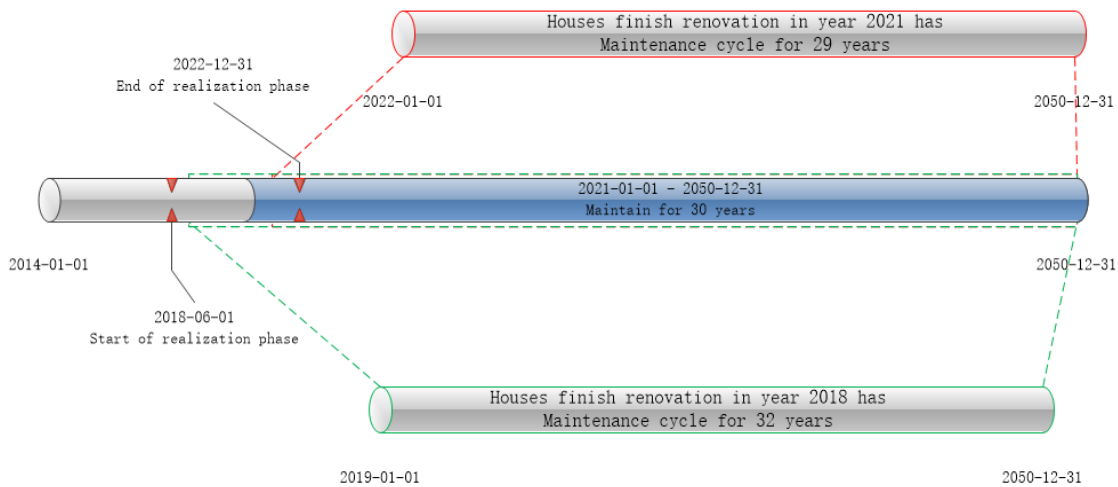 Houses finish renovation in year 2021 has
Maintenance cycle for 29 years
2022-12-31
End of realization phase
2022-01-01
2050-12-31
2021-01-01 - 2050-12-31
Maintain for 30 years
2014-01-01
2050-12-31
2018-06-01
Start of realization phase
Houses finish renovation in year 2018 has
Maintenance cycle for 32 years
2019-01-01
2050-12-31